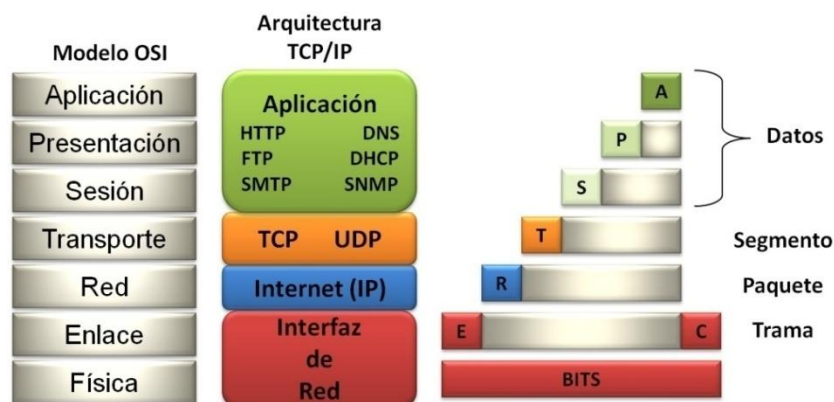 Modelo OSI
Arquitectura
TCP/IP
Aplicación
Presentación
Sesión
Transporte
Red
Enlace
Física
Aplicación
HTTP DNS
FTP DHCP
SMTP SNMP
TCP UDP
Internet (IP)
Interfaz
de
Red
A
P
S
Datos
T
Segmento
R
Paquete
E C
Trama
BITS